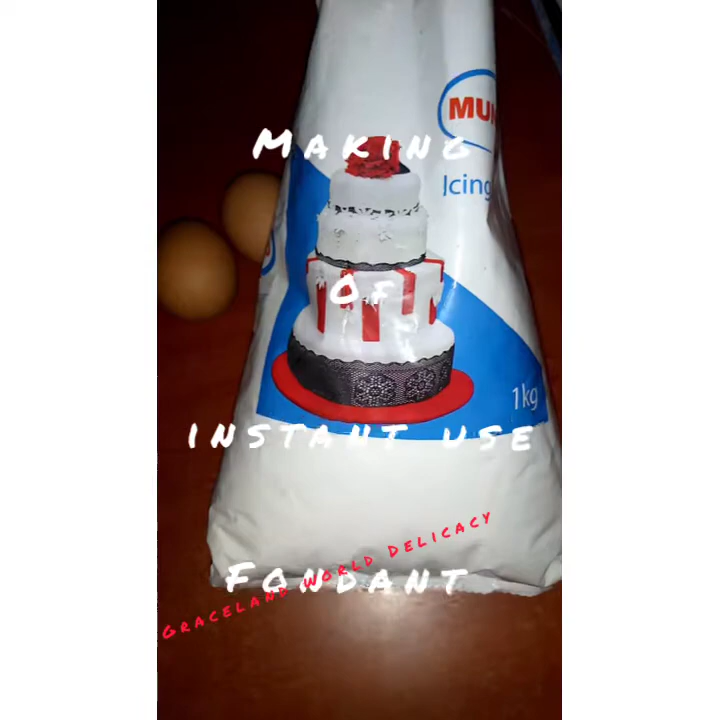 MAKING
Icing
OF
1kg
INSTANT USE
FONDANT
GRACELAND WORLD DELICACY